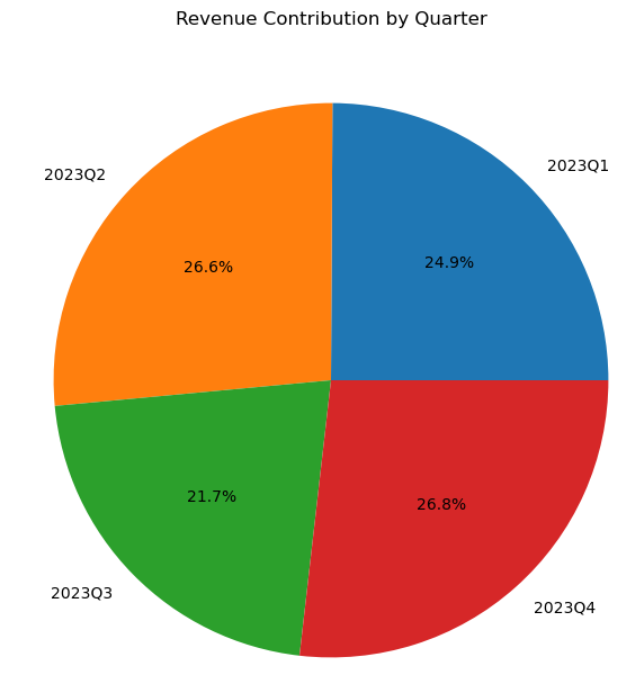 Revenue Contribution by Quarter
2023Q1
2023Q2
24.9%
26.6%
21.7%
26.8%
2023Q3
2023Q4